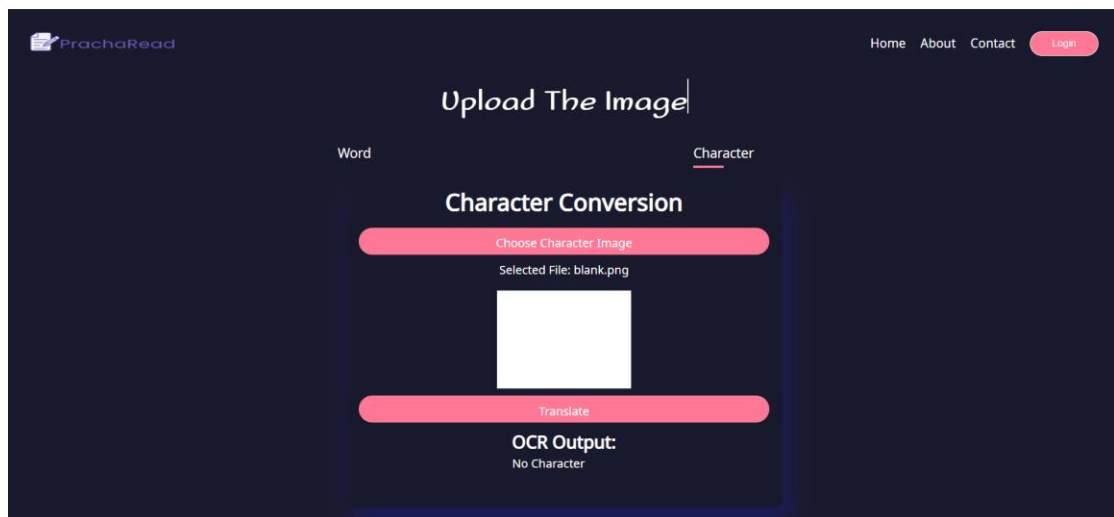 PrachaRead
Home About Contact Login
Upload The Image
Word Character
Character Conversion
Choose Character Image
Selected File: blank.png
Translate
OCR Output:
No Character